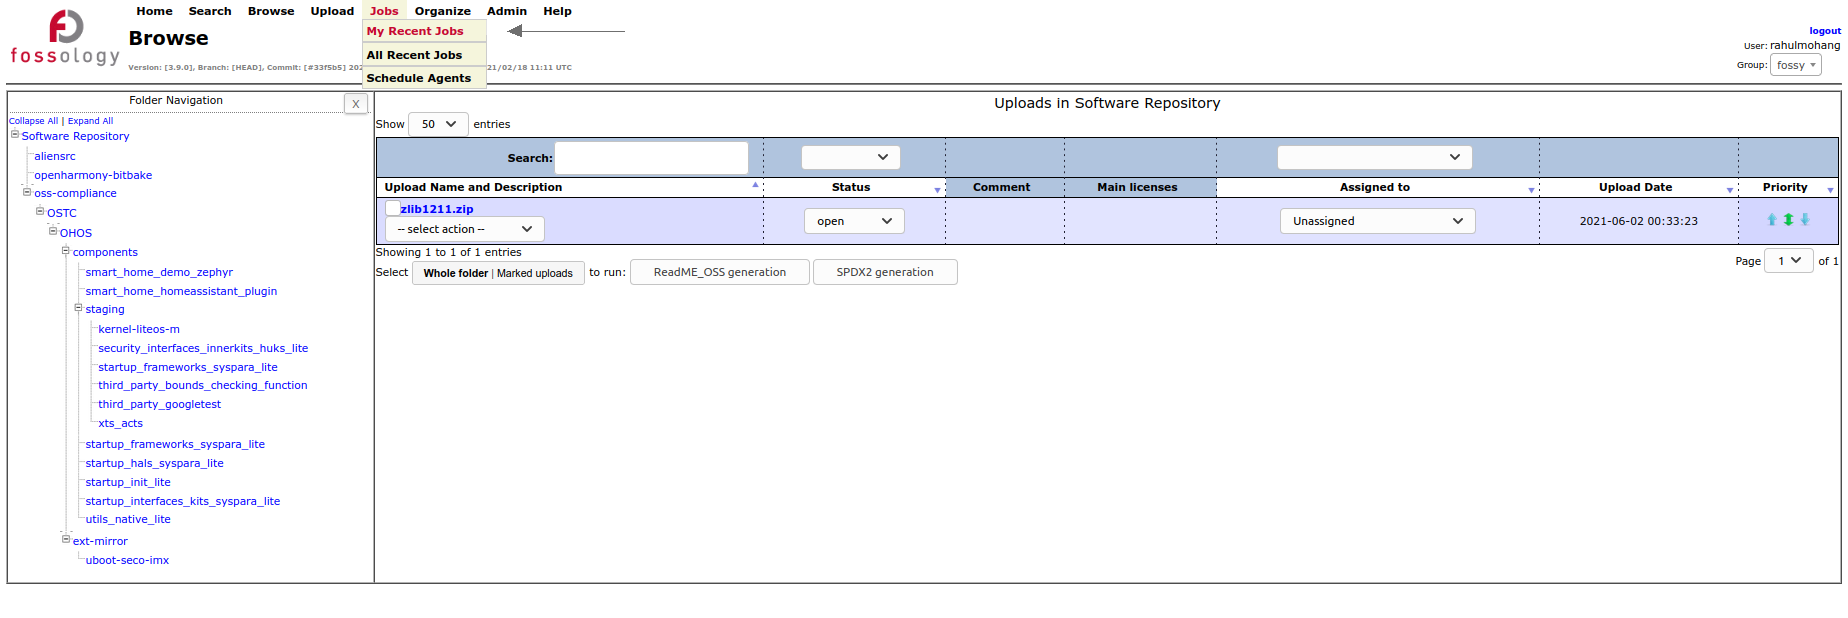 Home Search Browse Upload Jobs Organize Admin Help
fossology
Browse
My Recent Jobs
All Recent Jobs
Schedule Agents
Version: [3.9.0], Branch: [HEAD], Commit: [#33f5b5] 202 21/02/18 11:11 UTC
logout
User: rahulmohang
Group: fossy
Folder Navigation
X
Collapse All | Expand All
Software Repository
aliensrc
openharmony-bitbake
oss-compliance
OSTC
OHOS
components
smart_home_demo_zephyr
smart_home_homeassistant_plugin
staging
kernel-liteos-m
security_interfaces_innerkits_huks_lite
startup_frameworks_syspara_lite
third_party_bounds_checking_function
third_party_googletest
xts_acts
startup_frameworks_syspara_lite
startup_hals_syspara_lite
startup_init_lite
startup_interfaces_kits_syspara_lite
utils_native_lite
ext-mirror
uboot-seco-imx
Uploads in Software Repository
Show 50 entries
Search:
Upload Name and Description Status Comment Main licenses Assigned to Upload Date Priority
zlib1211.zip
-- select action -- open Unassigned 2021-06-02 00:33:23
Showing 1 to 1 of 1 entries
Select Whole folder | Marked uploads to run: ReadME_OSS generation SPDX2 generation
Page 1 of 1